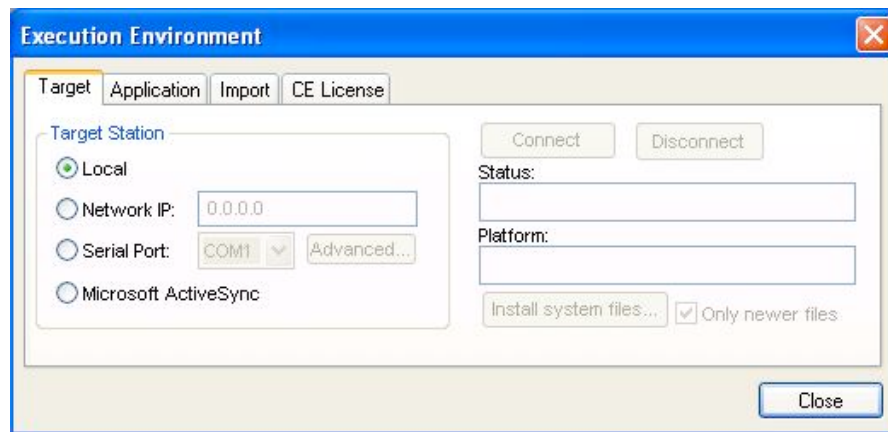 Execution Environment
Target Application Import CE License
Target Station
Local
Network IP: 0.0.0.0
Serial Port: COM1 Advanced...
Microsoft ActiveSync
Connect Disconnect
Status:
Platform:
Install system files... Only newer files
Close